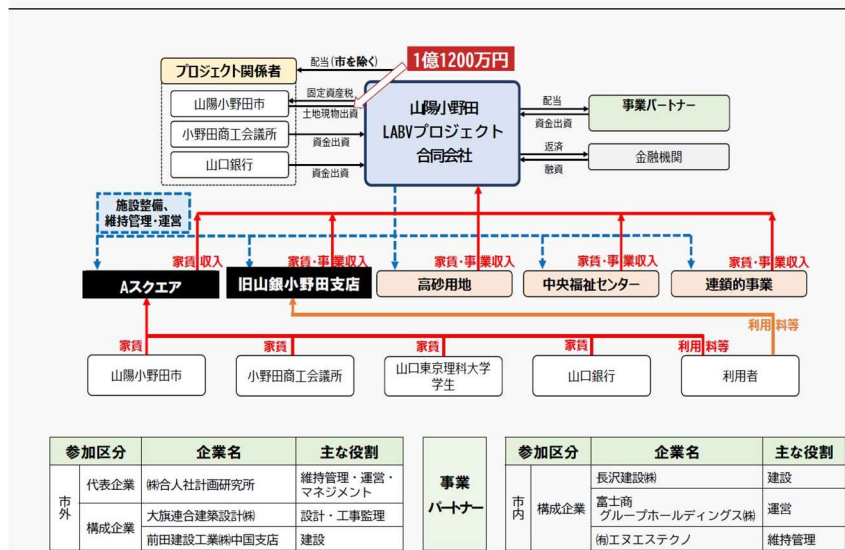 配当(市を除く)
1億1200万円
プロジェクト関係者
山陽小野田市
小野田商工会議所
山口銀行
固定資産税
土地現物出資
資金出資
資金出資
山陽小野田
LABVプロジェクト
合同会社
配当
資金出資
返済
融資
事業パートナー
金融機関
施設整備、
維持管理・運営
家賃収入
家賃・事業収入
家賃・事業収入
家賃・事業収入
家賃・事業収入
Aスクエア
旧山銀小野田支店
高砂用地
中央福祉センター
連鎖的事業
利用料等
家賃
家賃
家賃
家賃
利用料等
山陽小野田市
小野田商工会議所
山口東京理科大学
学生
山口銀行
利用者
参加区分
企業名
主な役割
市外
代表企業
㈱合人社計画研究所
維持管理・運営・
マネジメント
構成企業
大旗連合建築設計㈱
設計・工事監理
前田建設工業㈱中国支店
建設
事業
パートナー
参加区分
企業名
主な役割
市内
構成企業
長沢建設㈱
建設
富士商
グループホールディングス㈱
運営
㈲エヌエステクノ
維持管理